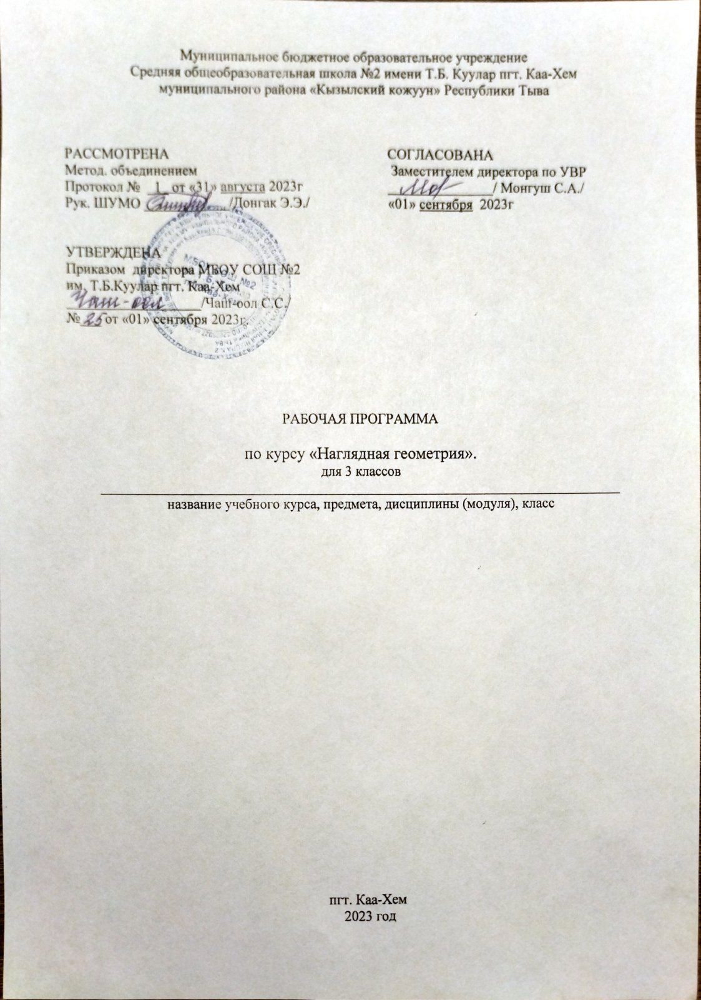 Муниципальное бюджетное образовательное учреждение
Средняя общеобразовательная школа №2 имени Т.Б. Куулар пгт. Каа-Хем
муниципального района «Кызылский кожуун» Республики Тыва
РАССМОТРЕНА
Метод. объединением
Протокол № 1 от «31» августа 2023г
Рук. ШУМО /Донгак Э.Э./
СОГЛАСОВАНА
Заместителем директора по УВР
/ Монгуш С.А./
«01» сентября 2023г
УТВЕРЖДЕНА
Приказом директора МБОУ СОШ №2
им. Т.Б.Куулар пгт. Каа-Хем
Чаш-оол /Чаш-оол С.С./
№ 25 от «01» сентября 2023г.
РАБОЧАЯ ПРОГРАММА
по курсу «Наглядная геометрия».
для 3 классов
название учебного курса, предмета, дисциплины (модуля), класс
пгт. Каа-Хем
2023 год